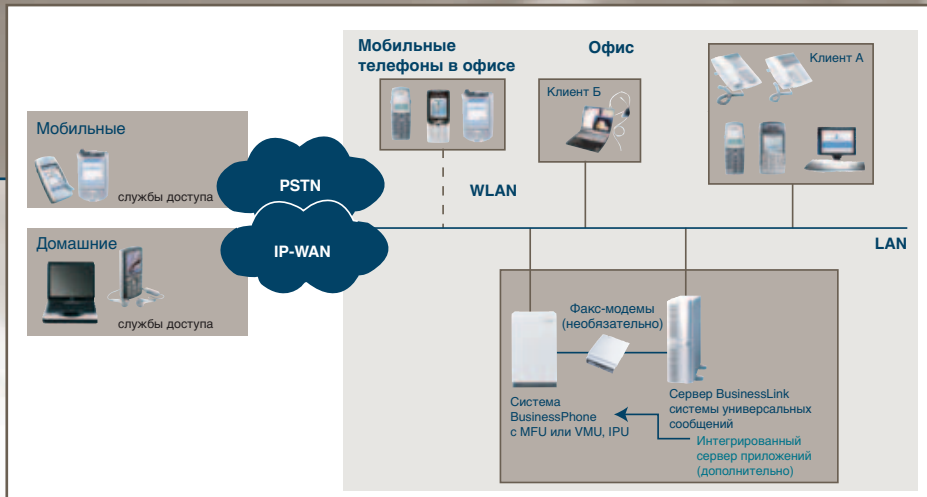 Мобильные
телефоны в офисе
Офис
Клиент А
Клиент Б
Мобильные
службы доступа
PSTN
WLAN
Домашние
IP-WAN
LAN
службы доступа
Факс-модемы
(необязательно)
Система
BusinessPhone
с MFU или VMU, IPU
Сервер BusinessLink
системы универсальных
сообщений
Интегрированный
сервер приложений
(дополнительно)